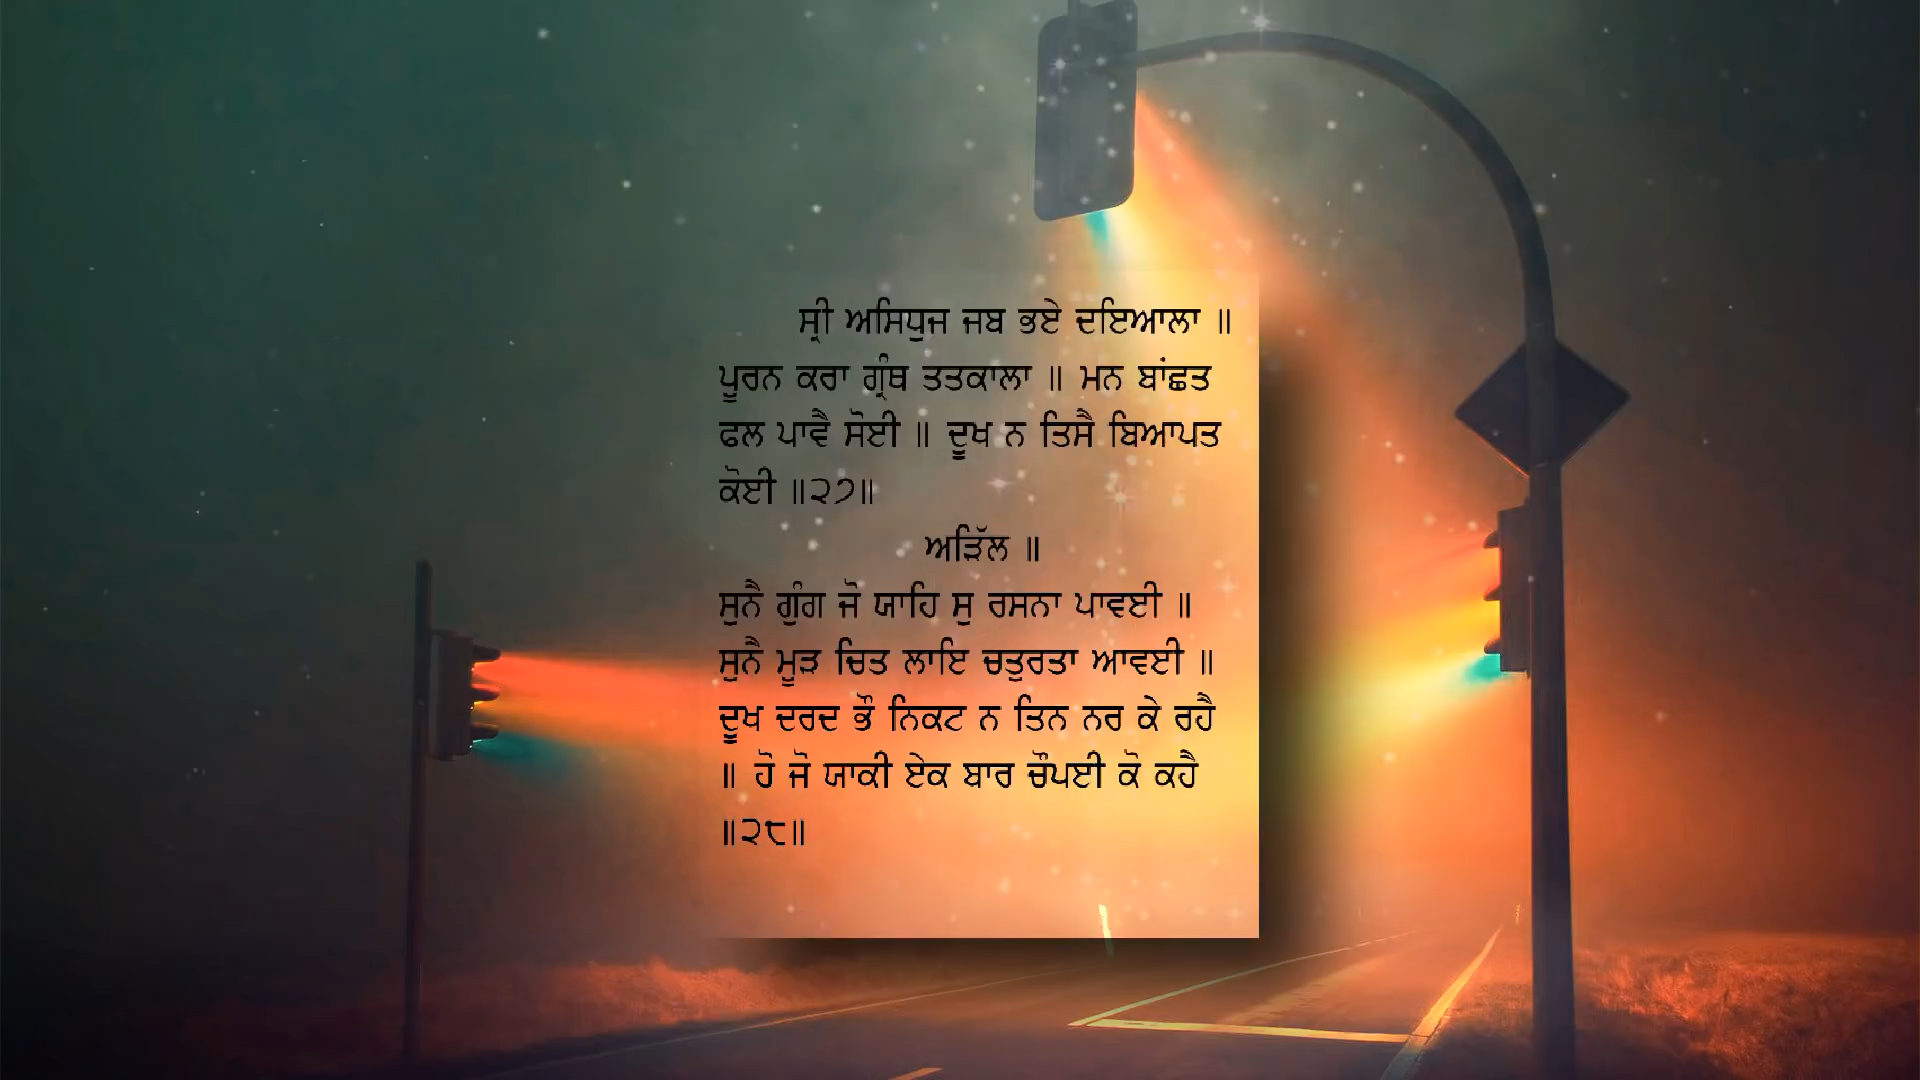 ਸ੍ਰੀ ਅਸਿਧੁਜ ਜਬ ਭਏ ਦਇਆਲਾ ॥
ਪੂਰਨ ਕਰਾ ਗ੍ਰੰਥ ਤਤਕਾਲਾ ॥ ਮਨ ਬਾਂਛਤ
ਫਲ ਪਾਵੈ ਸੋਈ ॥ ਦੂਖ ਨ ਤਿਸੈ ਬਿਆਪਤ
ਕੋਈ ॥੨੭॥
ਅੜਿੱਲ ॥
ਸੁਨੈ ਗੁੰਗ ਜੋ ਯਾਹਿ ਸੁ ਰਸਨਾ ਪਾਵਈ ॥
ਸੁਨੈ ਮੂੜ ਚਿਤ ਲਾਇ ਚਤੁਰਤਾ ਆਵਈ ॥
ਦੂਖ ਦਰਦ ਭੌ ਨਿਕਟ ਨ ਤਿਨ ਨਰ ਕੇ ਰਹੈ
॥ ਹੋ ਜੋ ਯਾਕੀ ਏਕ ਬਾਰ ਚੌਪਈ ਕੋ ਕਹੈ
॥੨੮॥